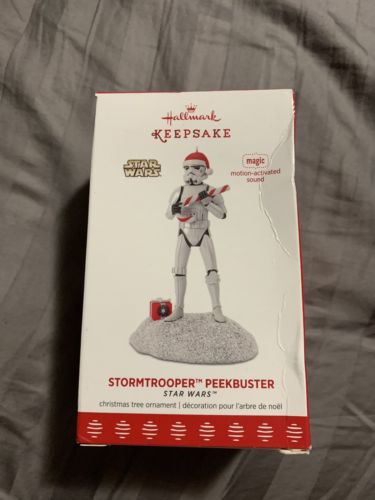 Hallmark
KEEPSAKE
STAR
WARS
magic
motion-activated
sound
STORMTROOPER™ PEEKBUSTER
STAR WARS™
christmas tree ornament | décoration pour l'arbre de noël